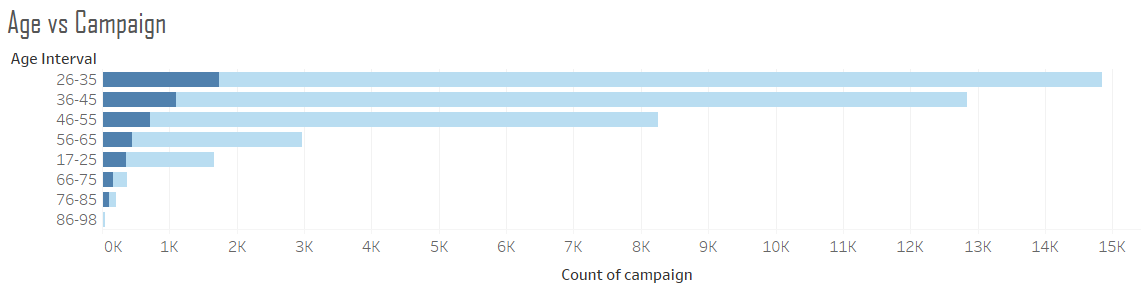 Age vs Campaign
Age Interval
26-35
36-45
46-55
56-65
17-25
66-75
76-85
86-98
0K 1K 2K 3K 4K 5K 6K 7K 8K 9K 10K 11K 12K 13K 14K 15K
Count of campaign